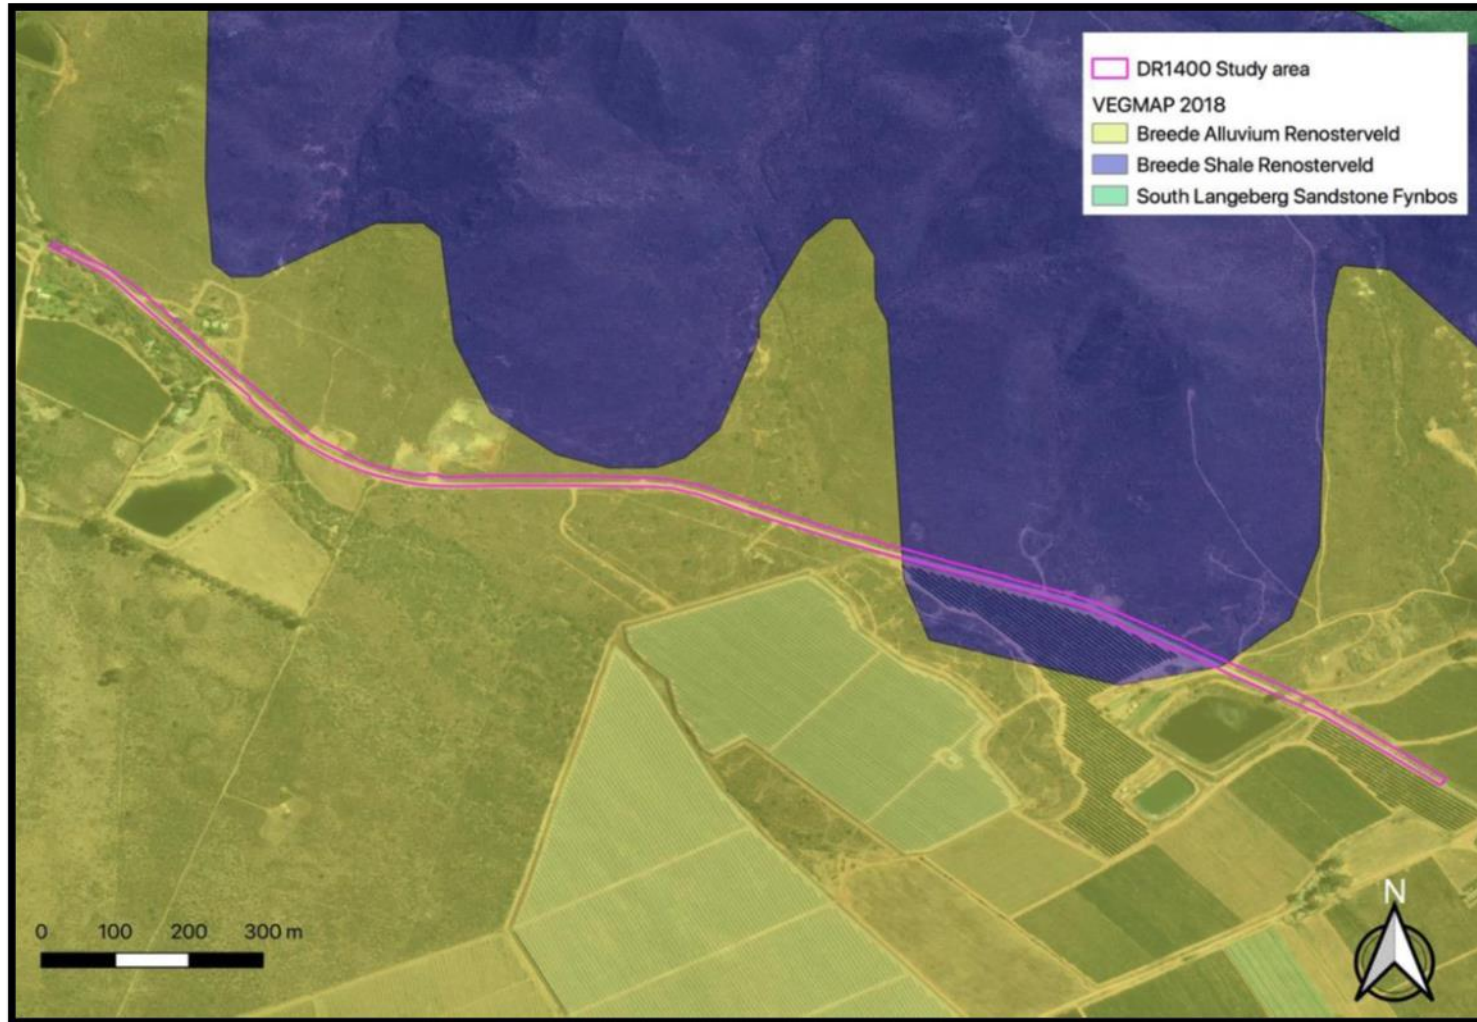 DR1400 Study area
VEGMAP 2018
Breede Alluvium Renosterveld
Breede Shale Renosterveld
South Langeberg Sandstone Fynbos
0 100 200 300 m
N